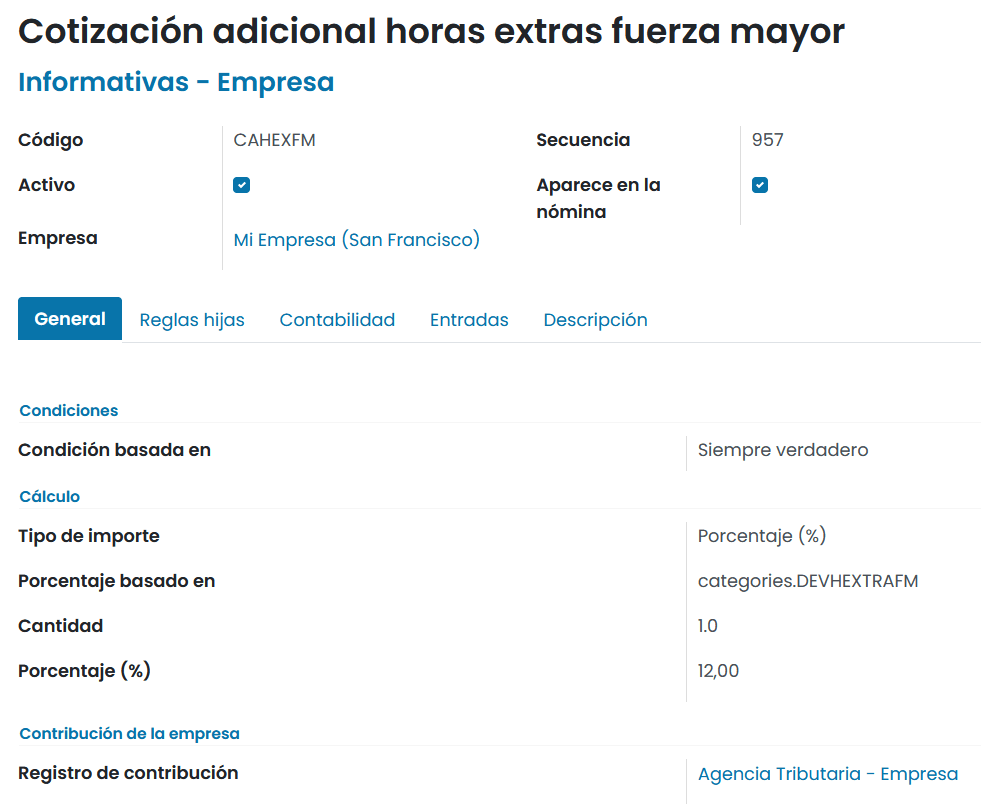 Cotización adicional horas extras fuerza mayor
Informativas - Empresa
Código CAHEXFM Secuencia 957
Activo Aparece en la
nómina
Empresa Mi Empresa (San Francisco)
General Reglas hijas Contabilidad Entradas Descripción
Condiciones
Condición basada en Siempre verdadero
Cálculo
Tipo de importe Porcentaje (%)
Porcentaje basado en categories.DEVHEXTRAFM
Cantidad 1.0
Porcentaje (%) 12,00
Contribución de la empresa
Registro de contribución Agencia Tributaria - Empresa